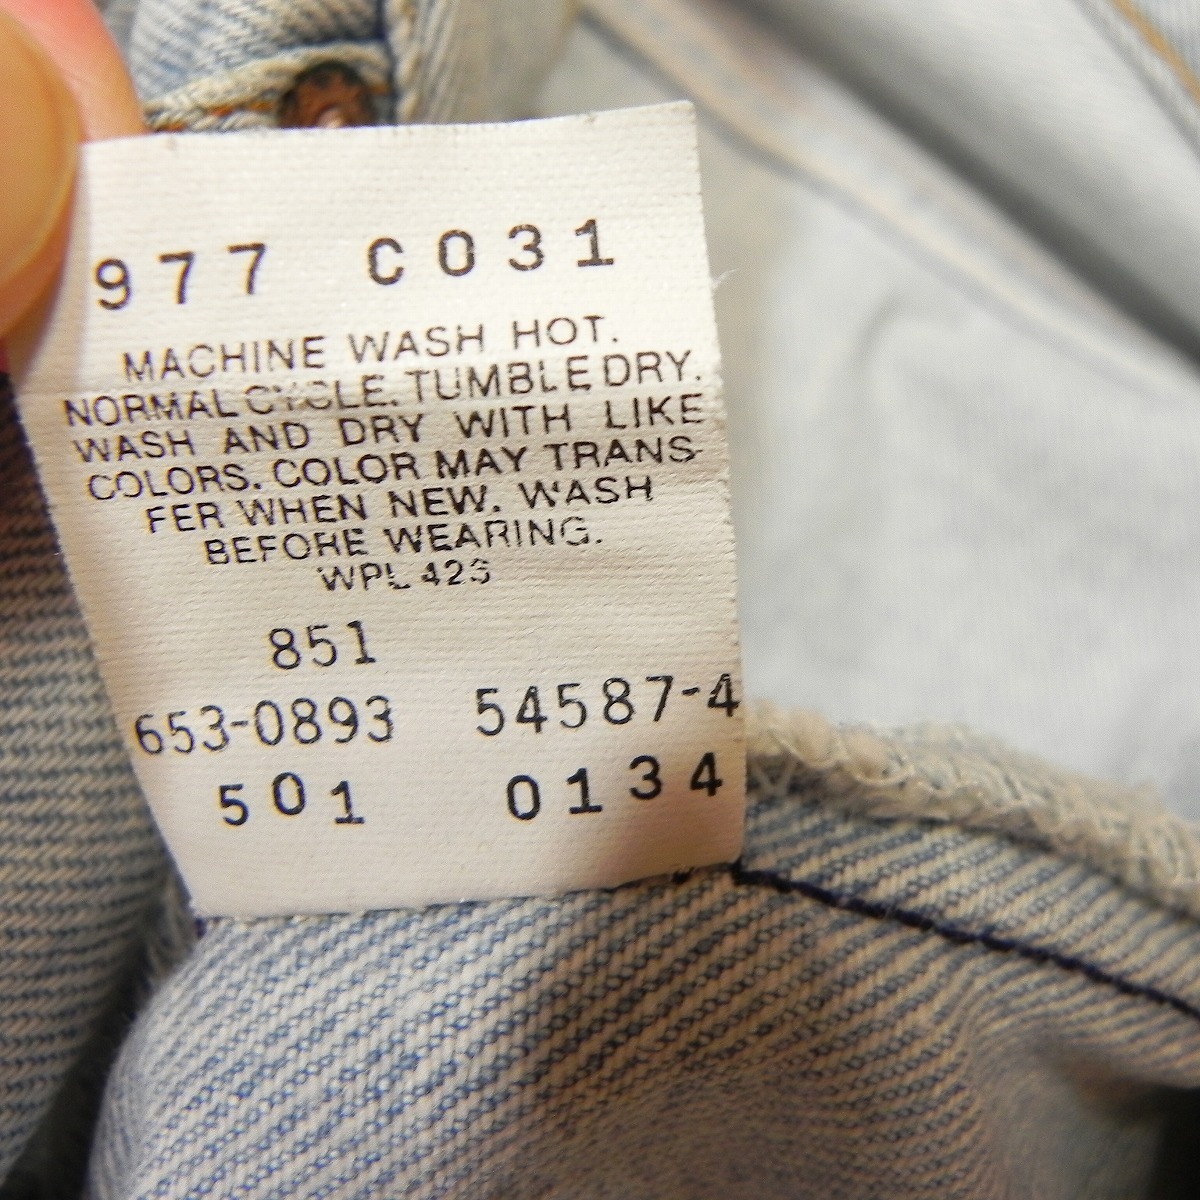 977 C031
MACHINE WASH HOT.
NORMAL CYCLE. TUMBLE DRY.
WASH AND DRY WITH LIKE
COLORS. COLOR MAY TRANS-
FER WHEN NEW. WASH
BEFORE WEARING.
WPL 423
851
653-0893 54587-4
501 0134